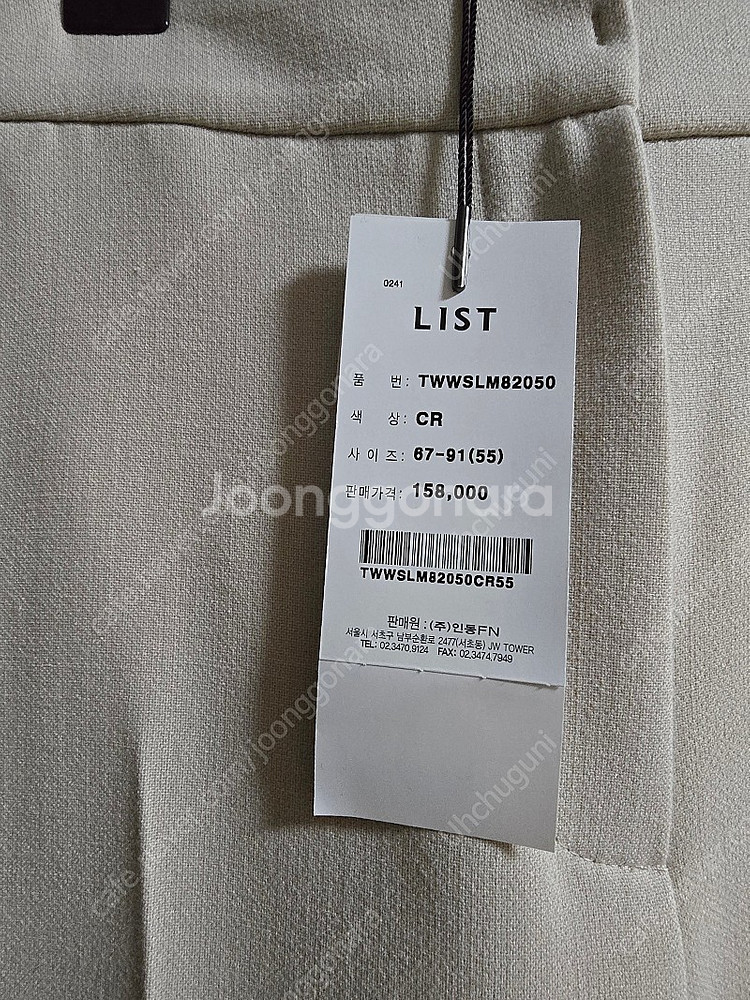 0241
LIST
품 번: TWWSLM82050
색 상: CR
사 이 즈: 67-91(55)
판매가격: 158,000
Joonggonara
TWWSLM82050CR55
판매원 : (주)인동FN
서울시 서초구 남부순환로 2477(서초동) JW TOWER
TEL: 02.3470.9124 FAX: 02.3474.7949
Uhchuguni